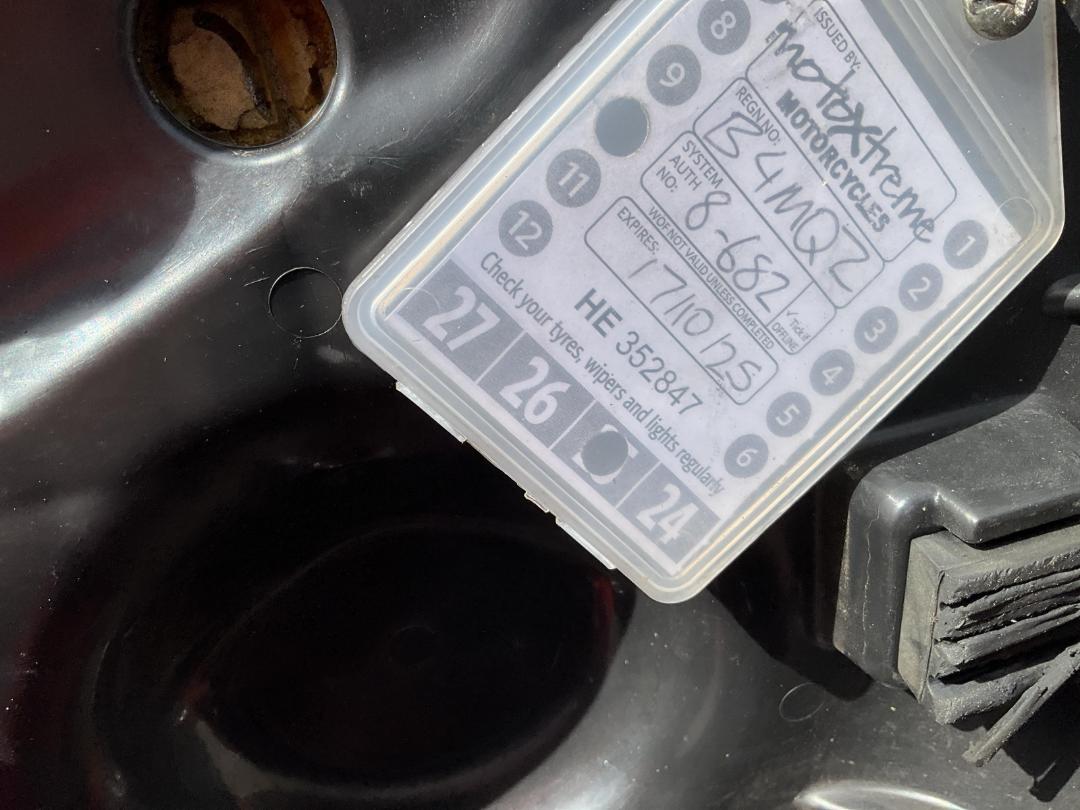 ISSUED BY:
motoxtreme
MOTORCYCLES
REGN NO:
B4MQZ
SYSTEM
AUTH
NO:
8-682
✓ Tick if
OFFLINE
WOF NOT VALID UNLESS COMPLETED
EXPIRES:
17/10/25
HE 352847
8
9
11
12
1
2
3
4
5
6
Check your tyres, wipers and lights regularly
27 26 24